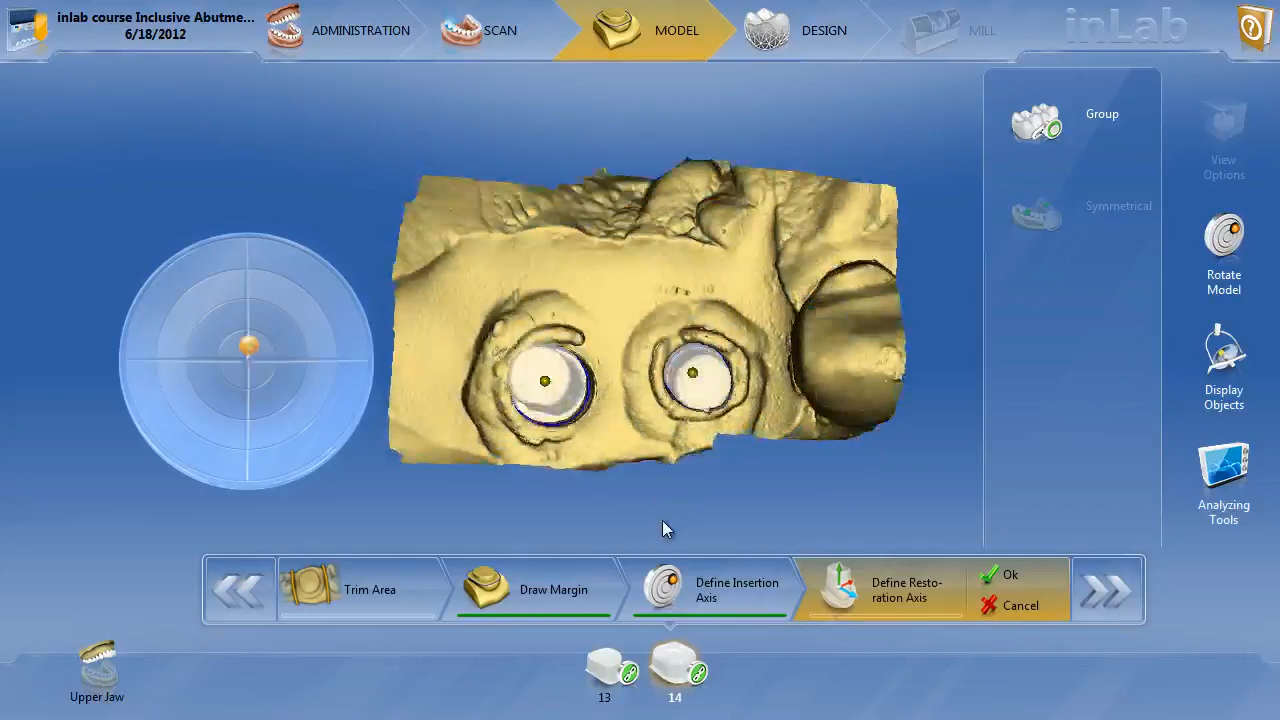 inlab course Inclusive Abutme...
6/18/2012
ADMINISTRATION
SCAN
MODEL
DESIGN
MILL
inLab
Group
Symmetrical
View
Options
Rotate
Model
Display
Objects
Analyzing
Tools
Trim Area
Draw Margin
Define Insertion
Axis
Define Resto-
ration Axis
Ok
Cancel
Upper Jaw
13
14